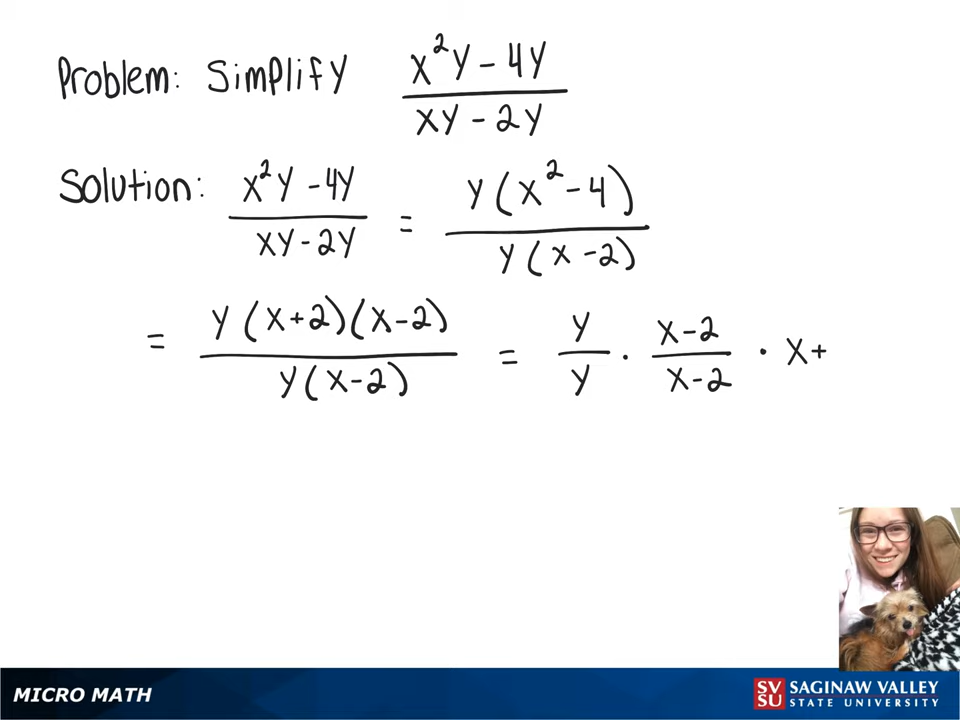 Problem: Simplify (x²y - 4y)/(xy - 2y)
Solution: (x²y - 4y)/(xy - 2y) = y(x² - 4)/y(x - 2)
= y(x+2)(x-2)/y(x-2) = y/y · (x-2)/(x-2) · x+
MICRO MATH
SVSU SAGINAW VALLEY
STATE UNIVERSITY